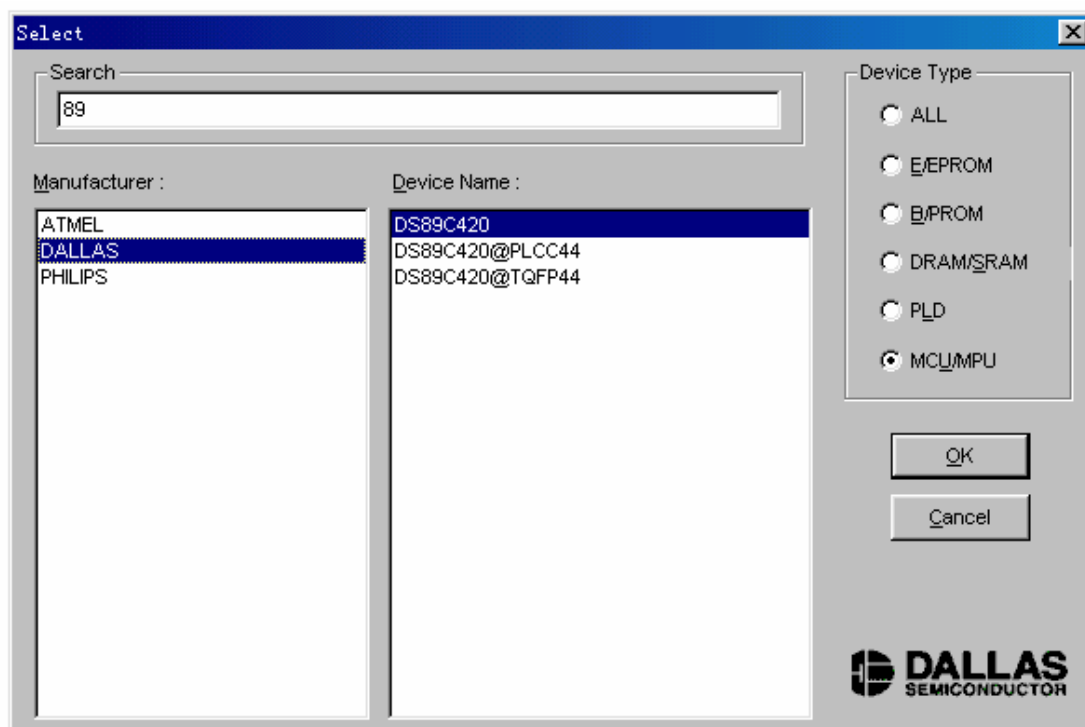 Select
Search
89
Manufacturer :
ATMEL
DALLAS
PHILIPS
Device Name :
DS89C420
DS89C420@PLCC44
DS89C420@TQFP44
Device Type
ALL
E/EPROM
B/PROM
DRAM/SRAM
PLD
MCU/MPU
OK
Cancel
DALLAS
SEMICONDUCTOR